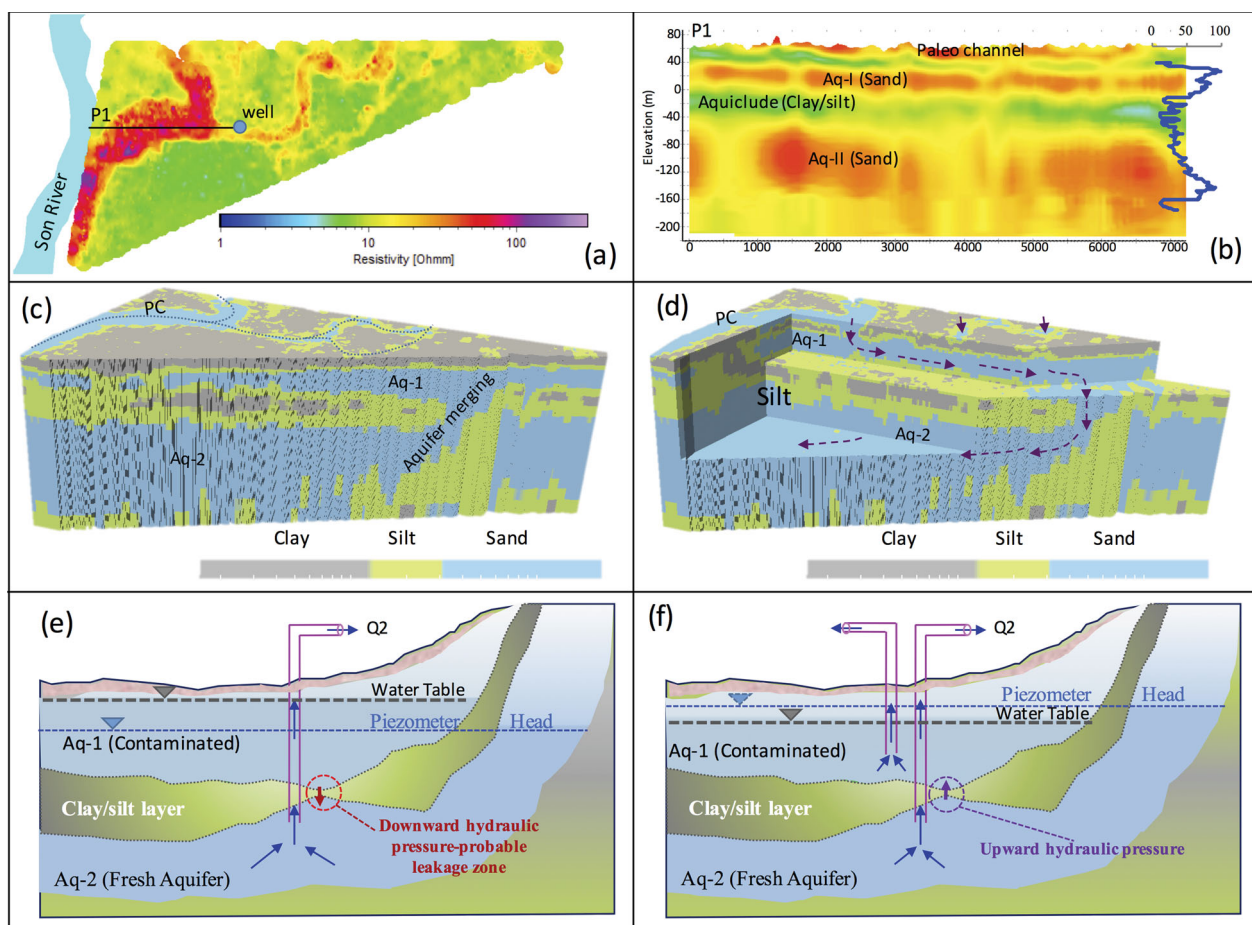 P1
well
Son River
1
10
100
Resistivity [Ohmm]
(a)
P1
0 50 100
80
40
0
-40
-80
-120
-160
-200
Elevation (m)
Paleo channel
Aq-I (Sand)
Aquiclude (Clay/silt)
Aq-II (Sand)
0 1000 2000 3000 4000 5000 6000 7000
(b)
(c)
PC
Aq-1
Aquifer merging
Aq-2
Clay Silt Sand
(d)
PC
Aq-1
Silt
Aq-2
Clay Silt Sand
(e)
Q2
Water Table
Piezometer Head
Aq-1 (Contaminated)
Clay/silt layer
Downward hydraulic
pressure-probable
leakage zone
Aq-2 (Fresh Aquifer)
(f)
Q2
Piezometer Head
Water Table
Aq-1 (Contaminated)
Clay/silt layer
Upward hydraulic pressure
Aq-2 (Fresh Aquifer)